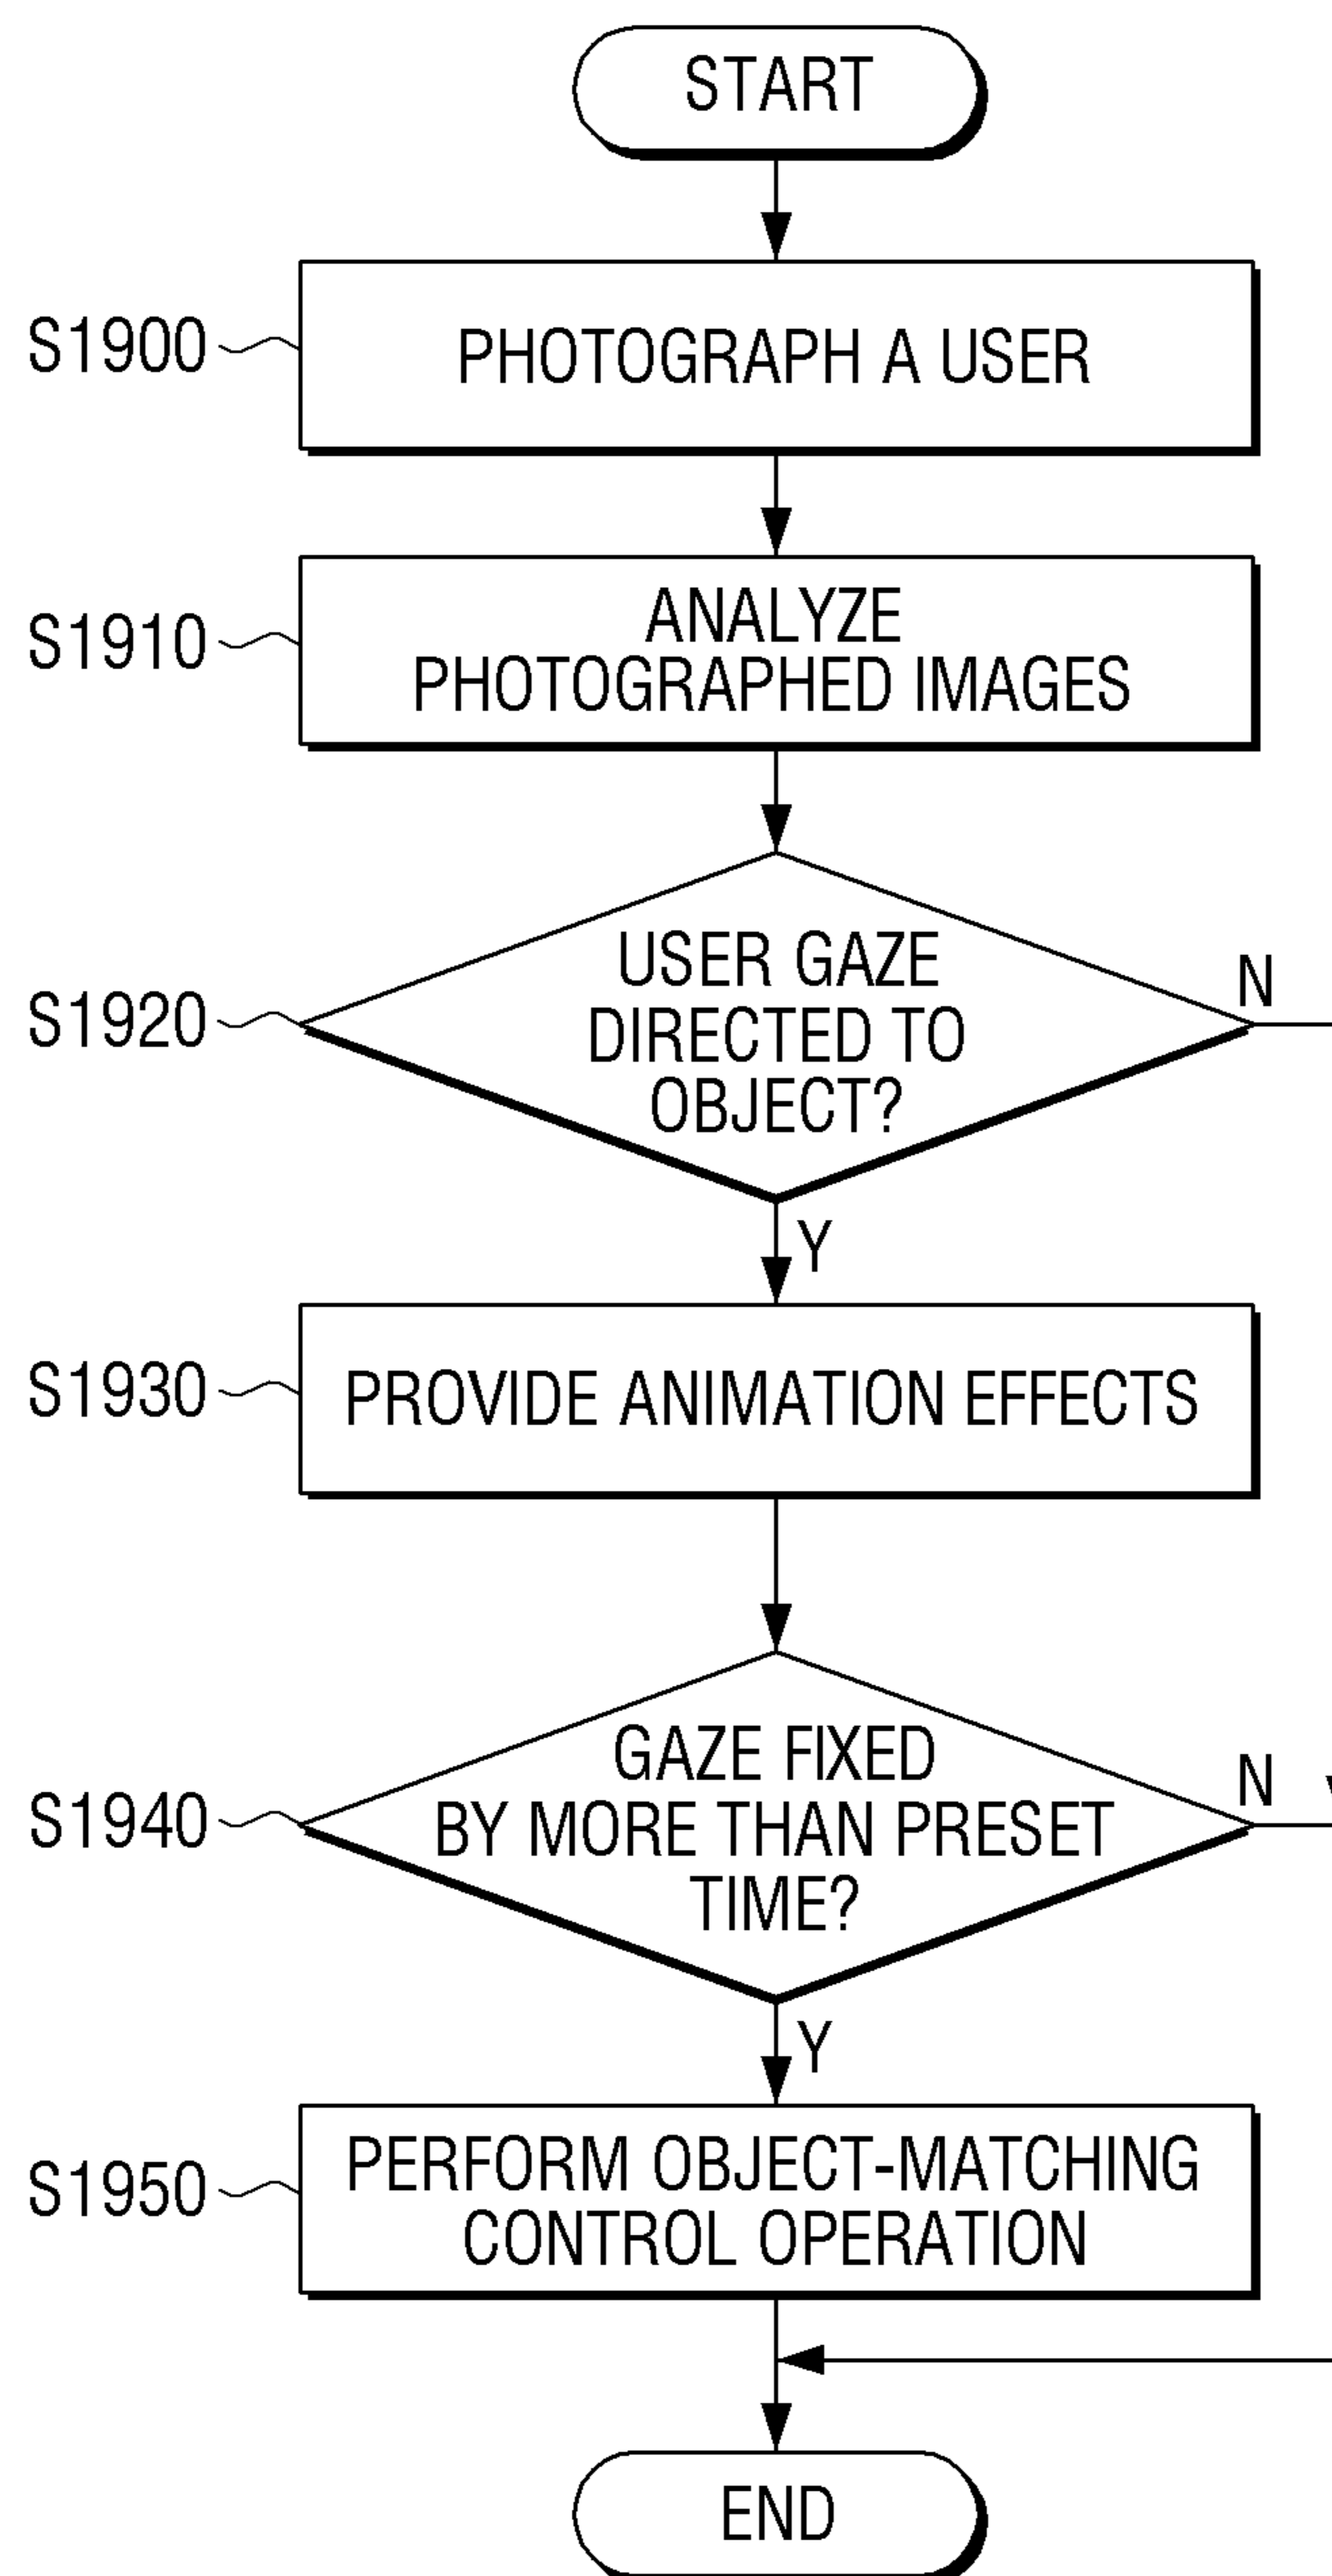 START
S1900
PHOTOGRAPH A USER
S1910
ANALYZE
PHOTOGRAPHED IMAGES
S1920
USER GAZE
DIRECTED TO
OBJECT?
N
Y
S1930
PROVIDE ANIMATION EFFECTS
S1940
GAZE FIXED
BY MORE THAN PRESET
TIME?
N
Y
S1950
PERFORM OBJECT-MATCHING
CONTROL OPERATION
END